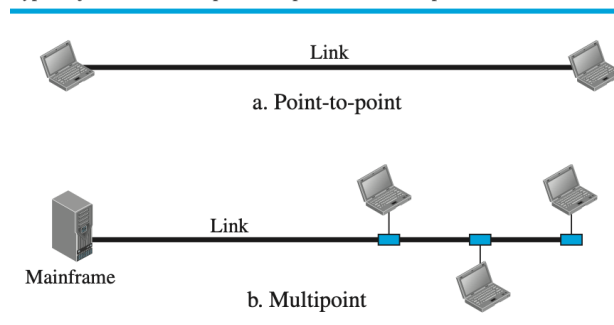 Link
a. Point-to-point
Link
Mainframe
b. Multipoint